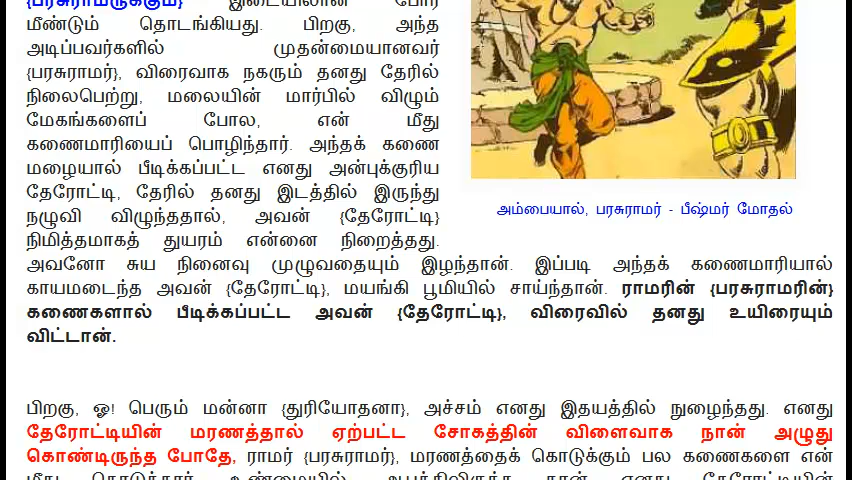 {பரசுராமருக்கும்} இடையிலான போர்
மீண்டும் தொடங்கியது. பிறகு, அந்த
அடிப்பவர்களில் முதன்மையானவர்
{பரசுராமர்}, விரைவாக நகரும் தனது தேரில்
நிலைபெற்று, மலையின் மார்பில் விழும்
மேகங்களைப் போல, என் மீது
கணைமாரியைப் பொழிந்தார். அந்தக் கணை
மழையால் பீடிக்கப்பட்ட எனது அன்புக்குரிய
தேரோட்டி, தேரில் தனது இடத்தில் இருந்து
நழுவி விழுந்ததால், அவன் {தேரோட்டி}
நிமித்தமாகத் துயரம் என்னை நிறைத்தது.
அம்பையால், பரசுராமர் - பீஷ்மர் மோதல்
அவனோ சுய நினைவு முழுவதையும் இழந்தான். இப்படி அந்தக் கணைமாரியால்
காயமடைந்த அவன் {தேரோட்டி}, மயங்கி பூமியில் சாய்ந்தான். ராமரின் {பரசுராமரின்}
கணைகளால் பீடிக்கப்பட்ட அவன் {தேரோட்டி}, விரைவில் தனது உயிரையும்
விட்டான்.
பிறகு, ஓ! பெரும் மன்னா {துரியோதனா}, அச்சம் எனது இதயத்தில் நுழைந்தது. எனது
தேரோட்டியின் மரணத்தால் ஏற்பட்ட சோகத்தின் விளைவாக நான் அழுது
கொண்டிருந்த போதே, ராமர் {பரசுராமர்}, மரணத்தைக் கொடுக்கும் பல கணைகளை என்
மீது தொடுத்தார். உண்மையில், ஆபத்திலிருந்த நான் எனது தேரோட்டியின்